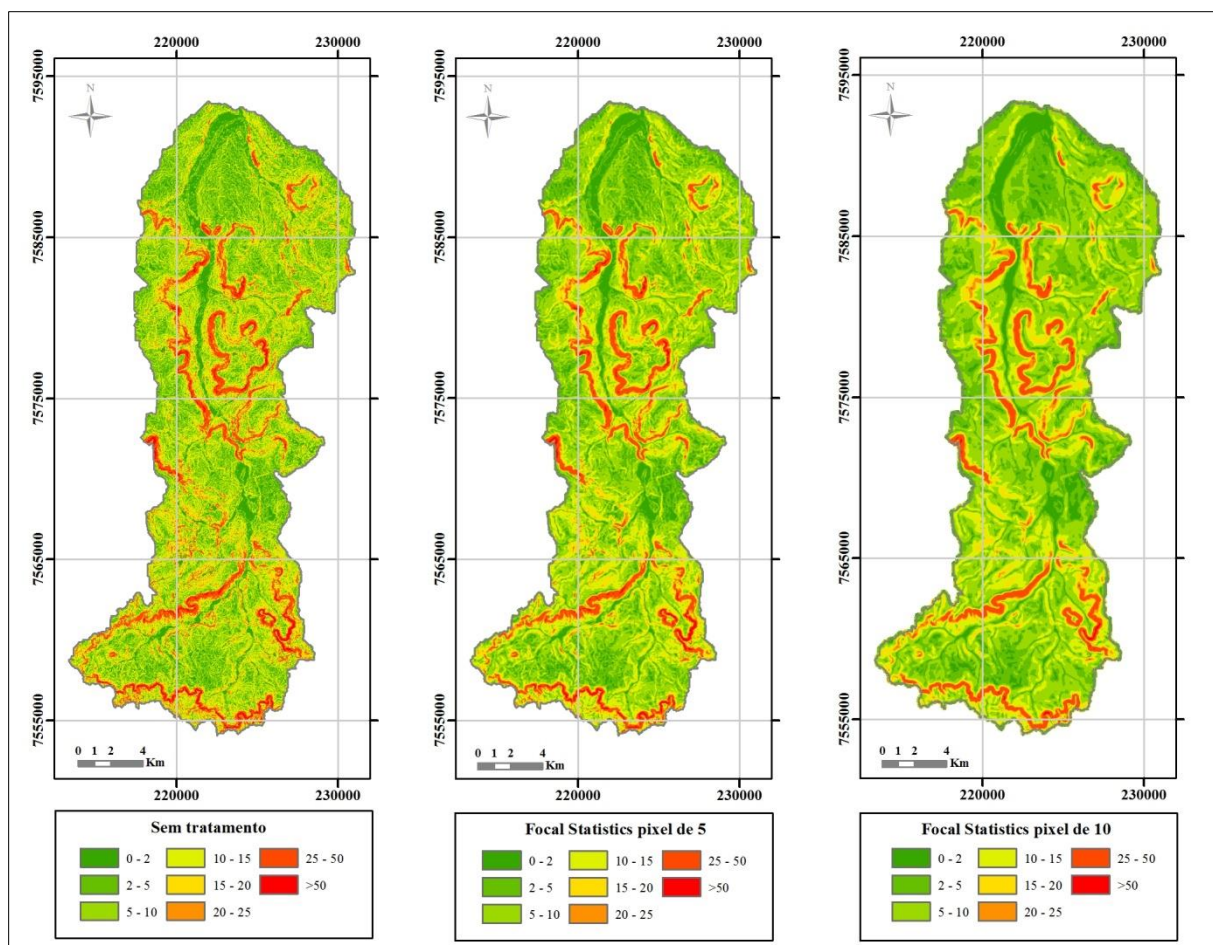 220000 230000
7595000
7585000
7575000
7565000
7555000
N
0 1 2 4
Km
220000 230000
220000 230000
7595000
7585000
7575000
7565000
7555000
N
0 1 2 4
Km
220000 230000
220000 230000
7595000
7585000
7575000
7565000
7555000
N
0 1 2 4
Km
220000 230000
Sem tratamento
0 - 2 10 - 15 25 - 50
2 - 5 15 - 20 >50
5 - 10 20 - 25
Focal Statistics pixel de 5
0 - 2 10 - 15 25 - 50
2 - 5 15 - 20 >50
5 - 10 20 - 25
Focal Statistics pixel de 10
0 - 2 10 - 15 25 - 50
2 - 5 15 - 20 >50
5 - 10 20 - 25